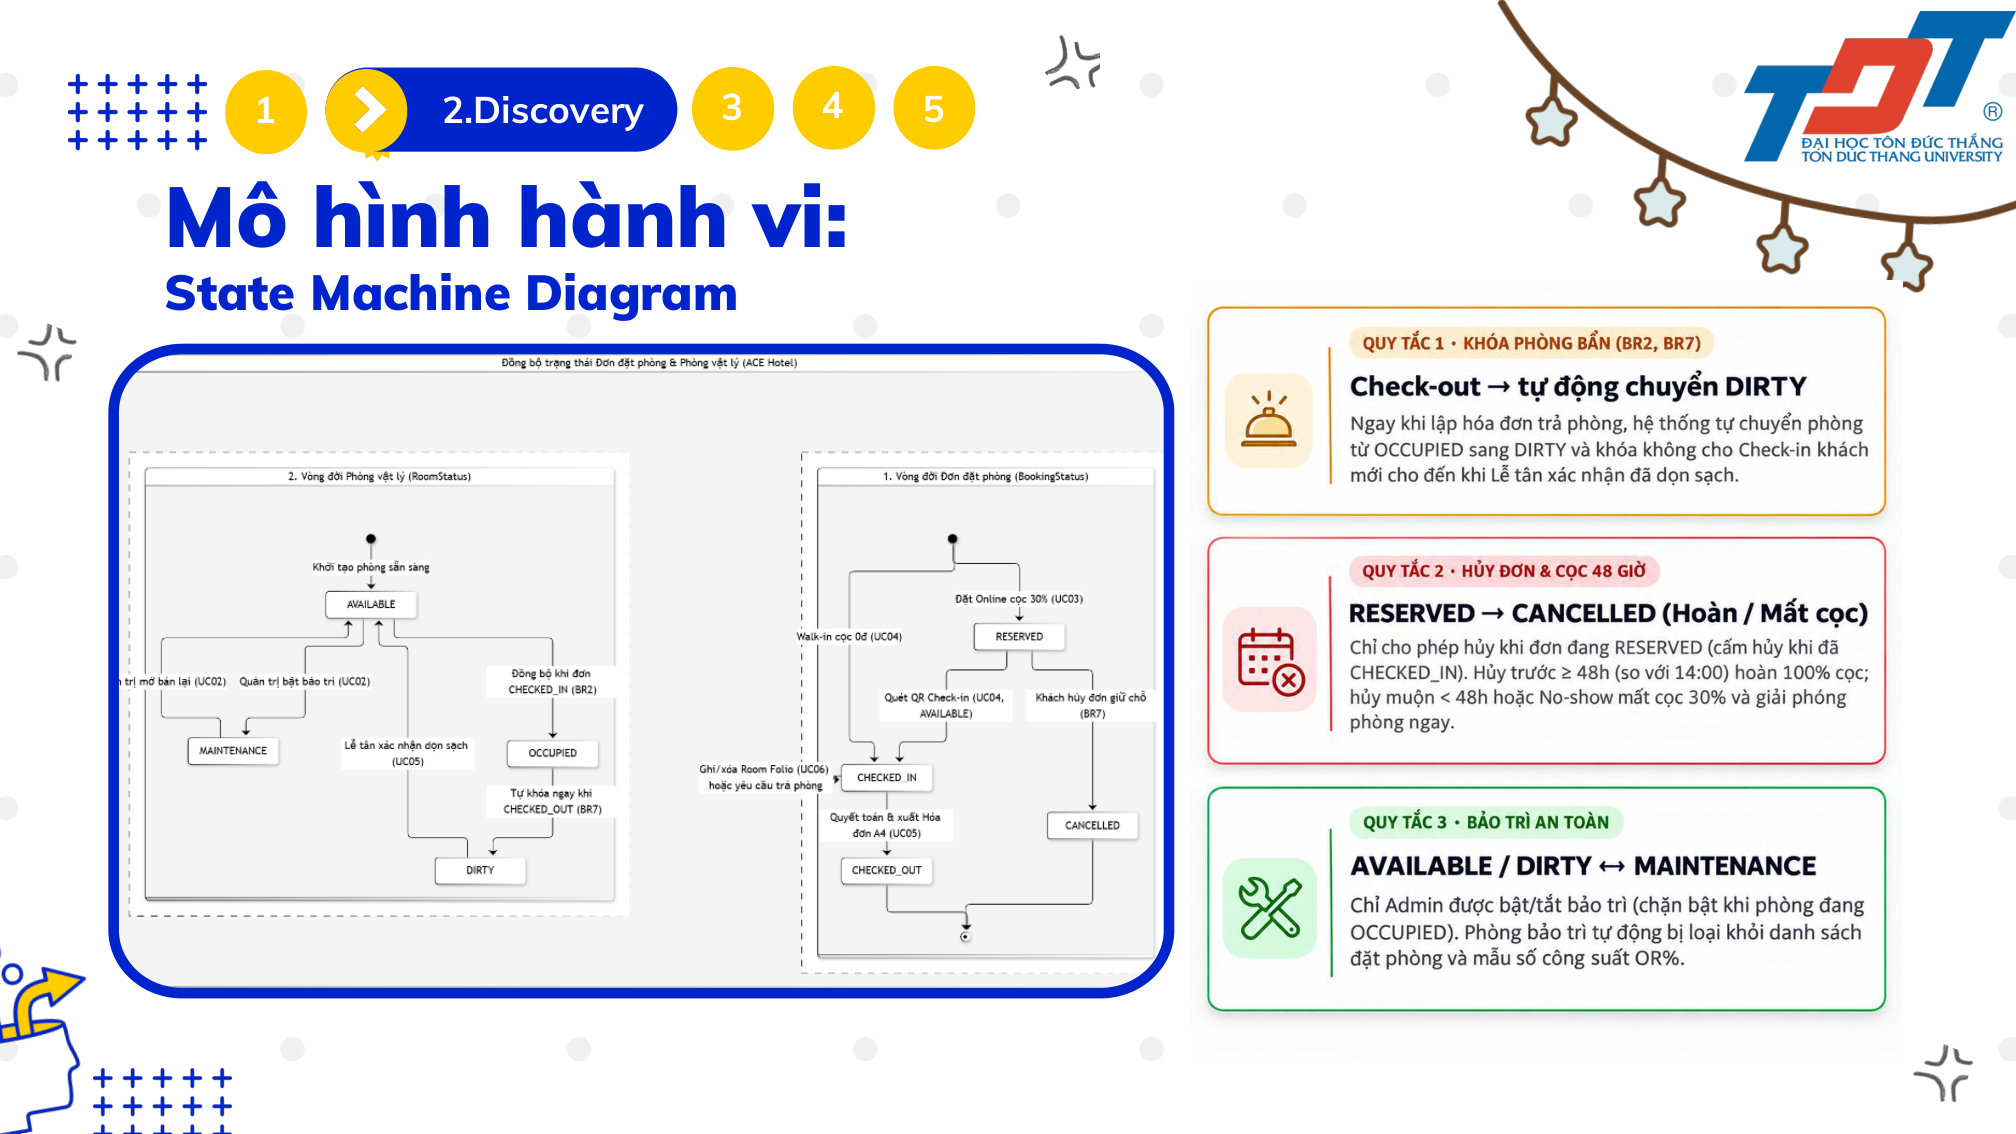 1
2.Discovery
3
4
5
TDT
®
ĐẠI HỌC TÔN ĐỨC THẮNG
TON DUC THANG UNIVERSITY
Mô hình hành vi:
State Machine Diagram
Đồng bộ trạng thái Đơn đặt phòng & Phòng vật lý (ACE Hotel)
2. Vòng đời Phòng vật lý (RoomStatus)
Khởi tạo phòng sẵn sàng
AVAILABLE
trị mở bán lại (UC02)
Quản trị bật bảo trì (UC02)
Đồng bộ khi đơn
CHECKED_IN (BR2)
MAINTENANCE
Lễ tân xác nhận dọn sạch
(UC05)
OCCUPIED
Tự khóa ngay khi
CHECKED_OUT (BR7)
DIRTY
1. Vòng đời Đơn đặt phòng (BookingStatus)
Đặt Online cọc 30% (UC03)
Walk-in cọc 0đ (UC04)
RESERVED
Quét QR Check-in (UC04,
AVAILABLE)
Khách hủy đơn giữ chỗ
(BR7)
Ghi/xóa Room Folio (UC06)
hoặc yêu cầu trả phòng
CHECKED_IN
Quyết toán & xuất Hóa
đơn A4 (UC05)
CANCELLED
CHECKED_OUT
QUY TẮC 1 • KHÓA PHÒNG BẨN (BR2, BR7)
Check-out → tự động chuyển DIRTY
Ngay khi lập hóa đơn trả phòng, hệ thống tự chuyển phòng
từ OCCUPIED sang DIRTY và khóa không cho Check-in khách
mới cho đến khi Lễ tân xác nhận đã dọn sạch.
QUY TẮC 2 • HỦY ĐƠN & CỌC 48 GIỜ
RESERVED → CANCELLED (Hoàn / Mất cọc)
Chỉ cho phép hủy khi đơn đang RESERVED (cấm hủy khi đã
CHECKED_IN). Hủy trước ≥ 48h (so với 14:00) hoàn 100% cọc;
hủy muộn < 48h hoặc No-show mất cọc 30% và giải phóng
phòng ngay.
QUY TẮC 3 • BẢO TRÌ AN TOÀN
AVAILABLE / DIRTY ↔ MAINTENANCE
Chỉ Admin được bật/tắt bảo trì (chặn bật khi phòng đang
OCCUPIED). Phòng bảo trì tự động bị loại khỏi danh sách
đặt phòng và mẫu số công suất OR%.